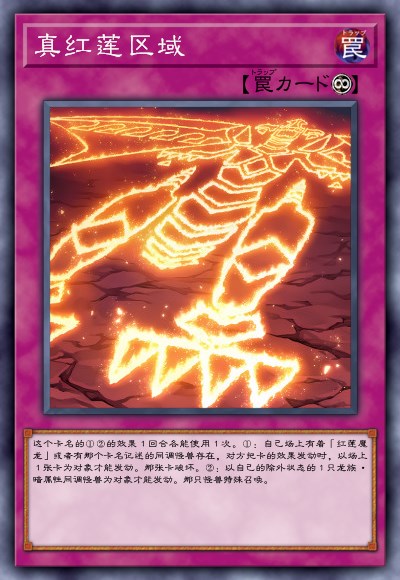 真红莲区域
トラップ
罠
トラップ
【罠カード】
这个卡名的①②的效果1回合各能使用1次。①：自己场上有着「红莲魔
龙」或者有那个卡名记述的同调怪兽存在，对方把卡的效果发动时，以场上
1张卡为对象才能发动。那张卡破坏。②：以自己的除外状态的1只龙族·
暗属性同调怪兽为对象才能发动。那只怪兽特殊召唤。